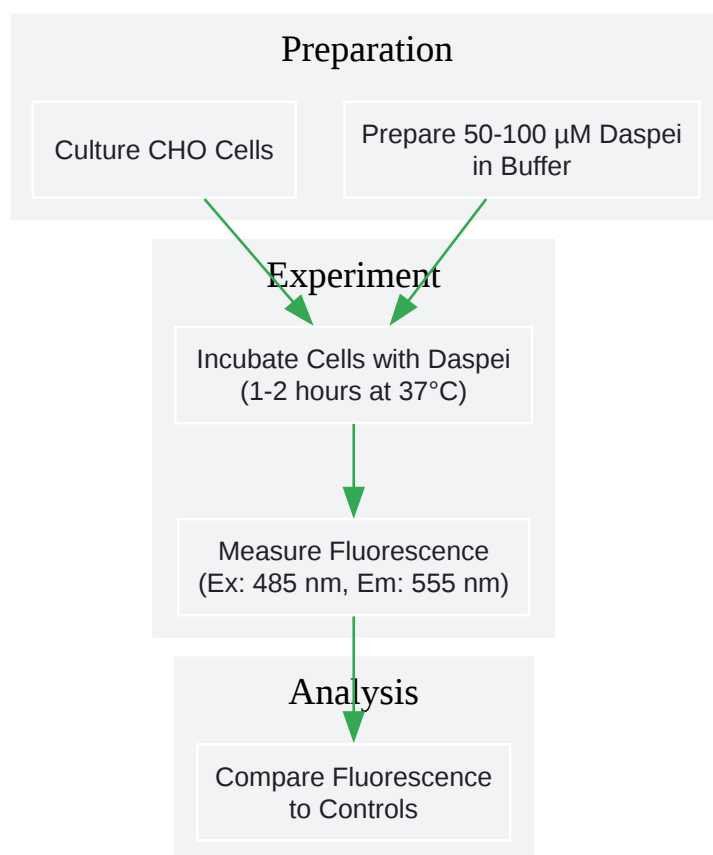 Preparation
Culture CHO Cells
Prepare 50-100 µM Daspei
in Buffer
Experiment
Incubate Cells with Daspei
(1-2 hours at 37°C)
Measure Fluorescence
(Ex: 485 nm, Em: 555 nm)
Analysis
Compare Fluorescence
to Controls